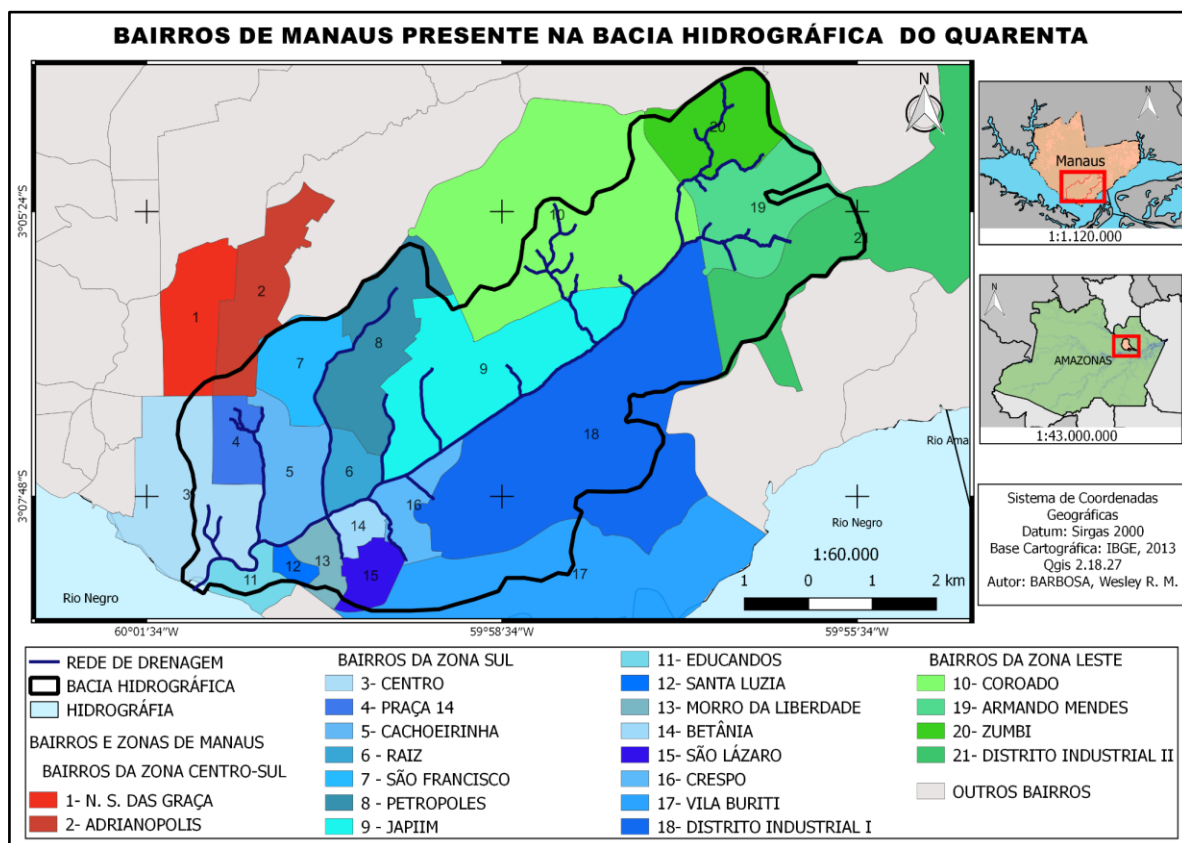 BAIRROS DE MANAUS PRESENTE NA BACIA HIDROGRÁFICA DO QUARENTA
N
20
10
19
21
2
1
8
7
9
4
18
5
3
6
16
14
13
12
11
15
17
Rio Negro
Rio Negro
Rio Ama
1:60.000
1 0 1 2 km
3°05'24"S
3°07'48"S
60°01'34"W
59°58'34"W
59°55'34"W
N
Manaus
1:1.120.000
N
AMAZONAS
1:43.000.000
Sistema de Coordenadas
Geográficas
Datum: Sirgas 2000
Base Cartográfica: IBGE, 2013
Qgis 2.18.27
Autor: BARBOSA, Wesley R. M.
REDE DE DRENAGEM
BACIA HIDROGRÁFICA
HIDROGRÁFIA
BAIRROS E ZONAS DE MANAUS
BAIRROS DA ZONA CENTRO-SUL
1- N. S. DAS GRAÇA
2- ADRIANOPOLIS
BAIRROS DA ZONA SUL
3- CENTRO
4- PRAÇA 14
5- CACHOEIRINHA
6 - RAIZ
7 - SÃO FRANCISCO
8 - PETROPOLES
9 - JAPIIM
11- EDUCANDOS
12- SANTA LUZIA
13- MORRO DA LIBERDADE
14- BETÂNIA
15- SÃO LÁZARO
16- CRESPO
17- VILA BURITI
18- DISTRITO INDUSTRIAL I
BAIRROS DA ZONA LESTE
10- COROADO
19- ARMANDO MENDES
20- ZUMBI
21- DISTRITO INDUSTRIAL II
OUTROS BAIRROS